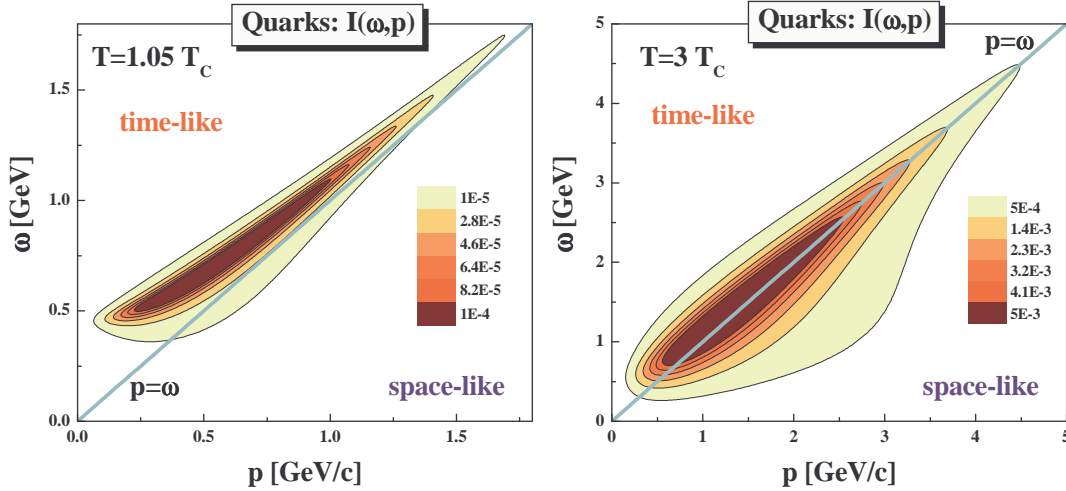 Quarks: I(ω,p)
T=1.05 T_C
time-like
1E-5
2.8E-5
4.6E-5
6.4E-5
8.2E-5
1E-4
p=ω
space-like
ω [GeV]
0.0
0.5
1.0
1.5
0.0
0.5
1.0
1.5
p [GeV/c]
Quarks: I(ω,p)
p=ω
T=3 T_C
time-like
5E-4
1.4E-3
2.3E-3
3.2E-3
4.1E-3
5E-3
space-like
ω [GeV]
5
4
3
2
1
0
0
1
2
3
4
5
p [GeV/c]